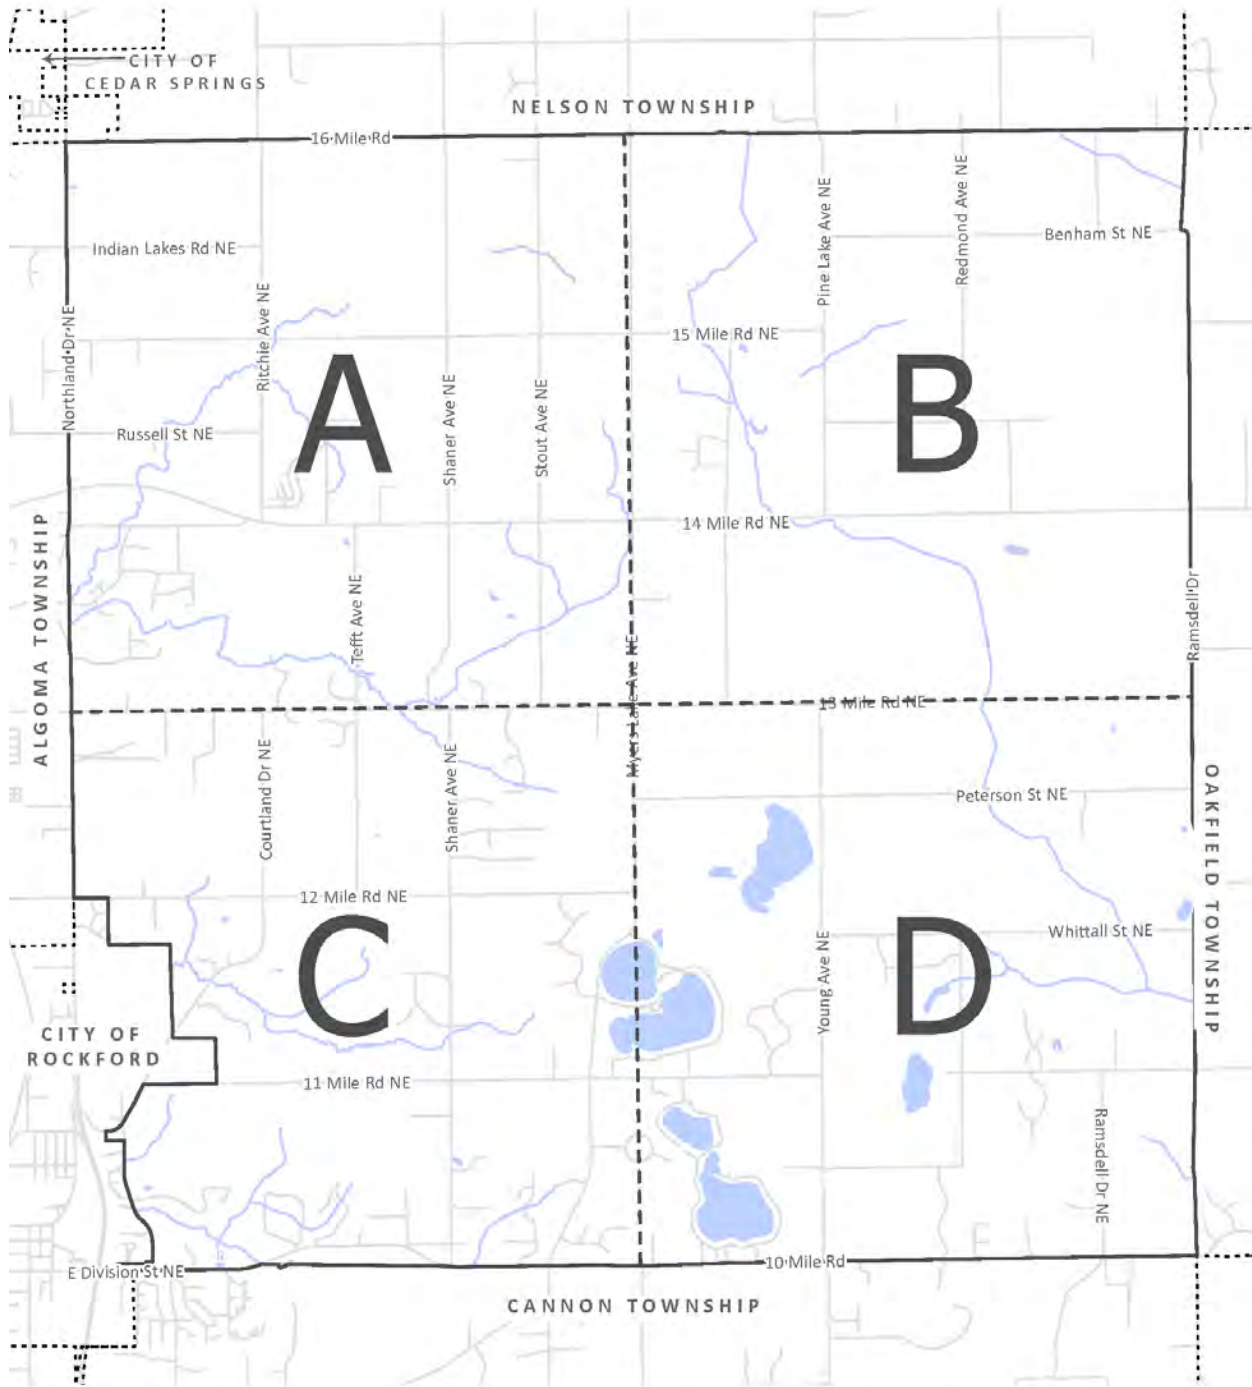 CITY OF
CEDAR SPRINGS
NELSON TOWNSHIP
16 Mile Rd
Indian Lakes Rd NE
Benham St NE
Pine Lake Ave NE
Redmond Ave NE
Northland Dr NE
Ritchie Ave NE
15 Mile Rd NE
A
B
Shaner Ave NE
Stout Ave NE
Russell St NE
14 Mile Rd NE
ALGOMA TOWNSHIP
Tefft Ave NE
Ramsdell Dr
Myers Lake Ave NE
13 Mile Rd NE
Courtland Dr NE
Shaner Ave NE
Peterson St NE
OAKFIELD TOWNSHIP
12 Mile Rd NE
C
D
Whittall St NE
Young Ave NE
CITY OF
ROCKFORD
11 Mile Rd NE
Ramsdell Dr NE
E Division St NE
10 Mile Rd
CANNON TOWNSHIP